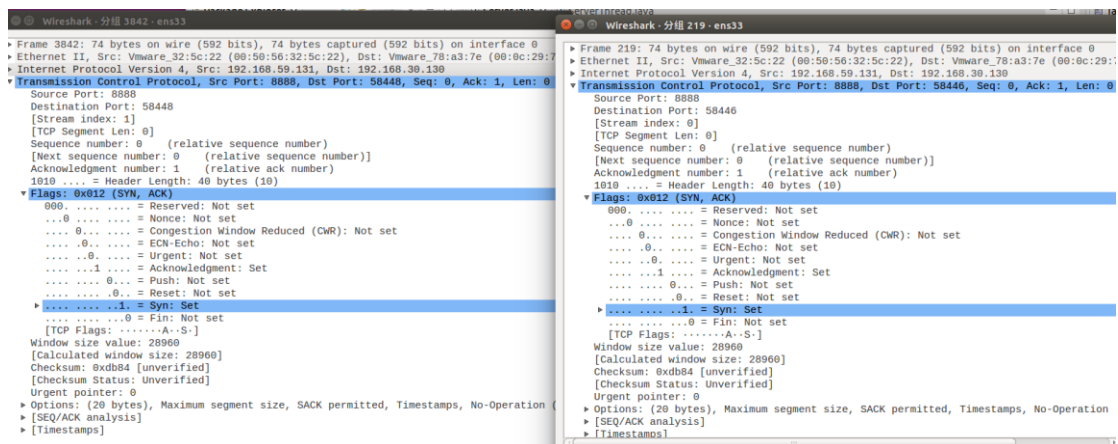 Wireshark · 分组 3842 · ens33
Frame 3842: 74 bytes on wire (592 bits), 74 bytes captured (592 bits) on interface 0
Ethernet II, Src: Vmware_32:5c:22 (00:50:56:32:5c:22), Dst: Vmware_78:a3:7e (00:0c:29:7
Internet Protocol Version 4, Src: 192.168.59.131, Dst: 192.168.30.130
Transmission Control Protocol, Src Port: 8888, Dst Port: 58448, Seq: 0, Ack: 1, Len: 0
Source Port: 8888
Destination Port: 58448
[Stream index: 1]
[TCP Segment Len: 0]
Sequence number: 0 (relative sequence number)
[Next sequence number: 0 (relative sequence number)]
Acknowledgment number: 1 (relative ack number)
1010 .... = Header Length: 40 bytes (10)
Flags: 0x012 (SYN, ACK)
000. .... .... = Reserved: Not set
...0 .... .... = Nonce: Not set
.... 0... .... = Congestion Window Reduced (CWR): Not set
.... .0.. .... = ECN-Echo: Not set
.... ..0. .... = Urgent: Not set
.... ...1 .... = Acknowledgment: Set
.... .... 0... = Push: Not set
.... .... .0.. = Reset: Not set
.... .... ..1. = Syn: Set
.... .... ...0 = Fin: Not set
[TCP Flags: ·······A··S·]
Window size value: 28960
[Calculated window size: 28960]
Checksum: 0xdb84 [unverified]
[Checksum Status: Unverified]
Urgent pointer: 0
Options: (20 bytes), Maximum segment size, SACK permitted, Timestamps, No-Operation (
[SEQ/ACK analysis]
[Timestamps]
Wireshark · 分组 219 · ens33
Frame 219: 74 bytes on wire (592 bits), 74 bytes captured (592 bits) on interface 0
Ethernet II, Src: Vmware_32:5c:22 (00:50:56:32:5c:22), Dst: Vmware_78:a3:7e (00:0c:29:7
Internet Protocol Version 4, Src: 192.168.59.131, Dst: 192.168.30.130
Transmission Control Protocol, Src Port: 8888, Dst Port: 58446, Seq: 0, Ack: 1, Len: 0
Source Port: 8888
Destination Port: 58446
[Stream index: 0]
[TCP Segment Len: 0]
Sequence number: 0 (relative sequence number)
[Next sequence number: 0 (relative sequence number)]
Acknowledgment number: 1 (relative ack number)
1010 .... = Header Length: 40 bytes (10)
Flags: 0x012 (SYN, ACK)
000. .... .... = Reserved: Not set
...0 .... .... = Nonce: Not set
.... 0... .... = Congestion Window Reduced (CWR): Not set
.... .0.. .... = ECN-Echo: Not set
.... ..0. .... = Urgent: Not set
.... ...1 .... = Acknowledgment: Set
.... .... 0... = Push: Not set
.... .... .0.. = Reset: Not set
.... .... ..1. = Syn: Set
.... .... ...0 = Fin: Not set
[TCP Flags: ·······A··S·]
Window size value: 28960
[Calculated window size: 28960]
Checksum: 0xdb84 [unverified]
[Checksum Status: Unverified]
Urgent pointer: 0
Options: (20 bytes), Maximum segment size, SACK permitted, Timestamps, No-Operation
[SEQ/ACK analysis]
[Timestamps]